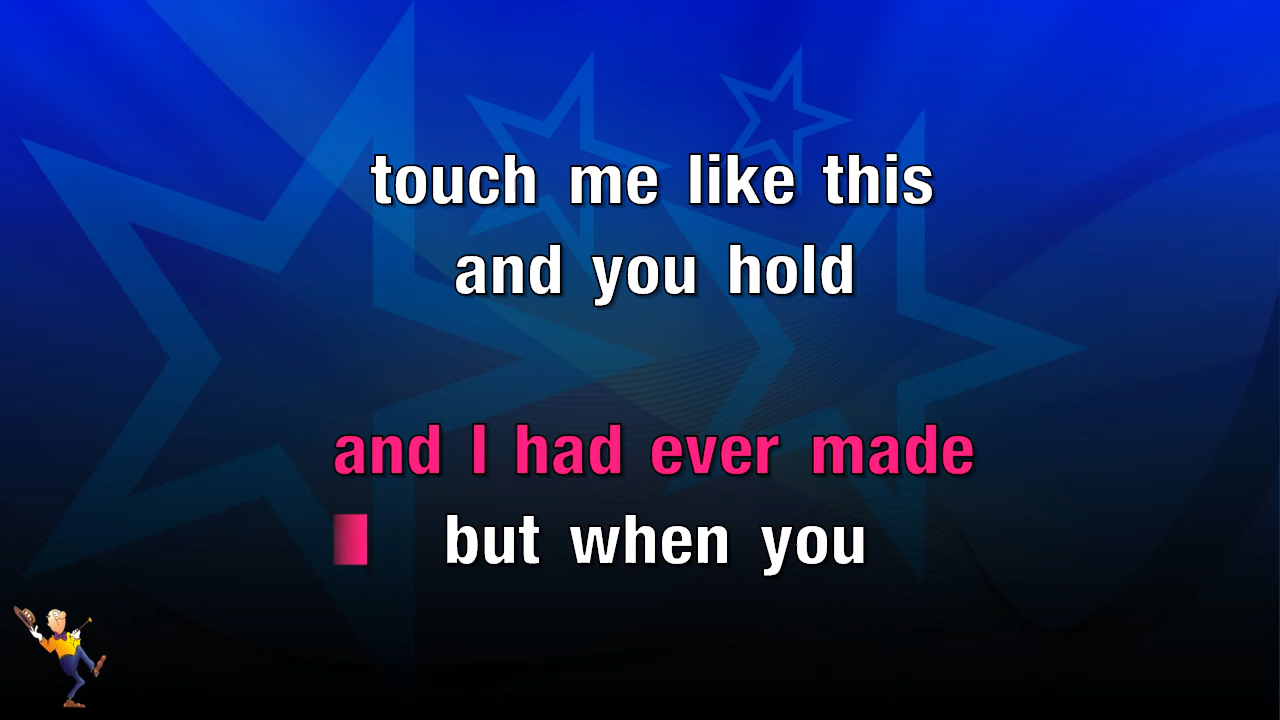 touch me like this
and you hold
and I had ever made
but when you